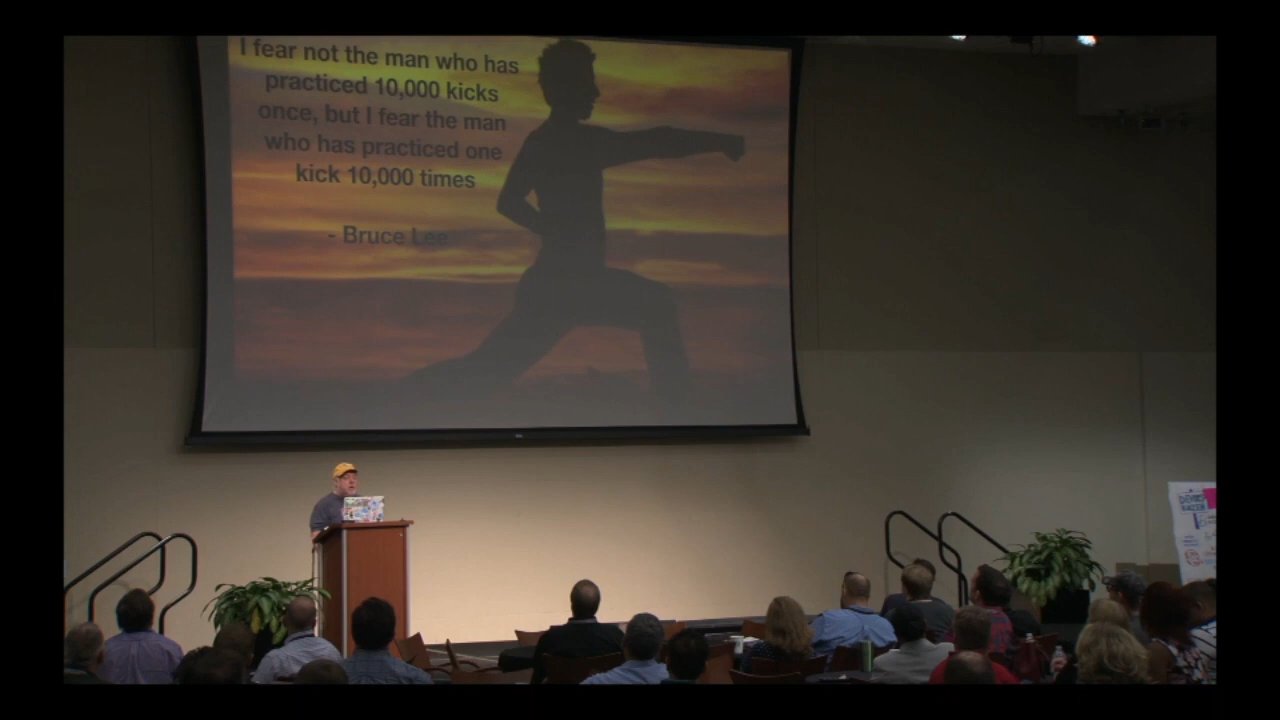 I fear not the man who has
practiced 10,000 kicks
once, but I fear the man
who has practiced one
kick 10,000 times
- Bruce Lee